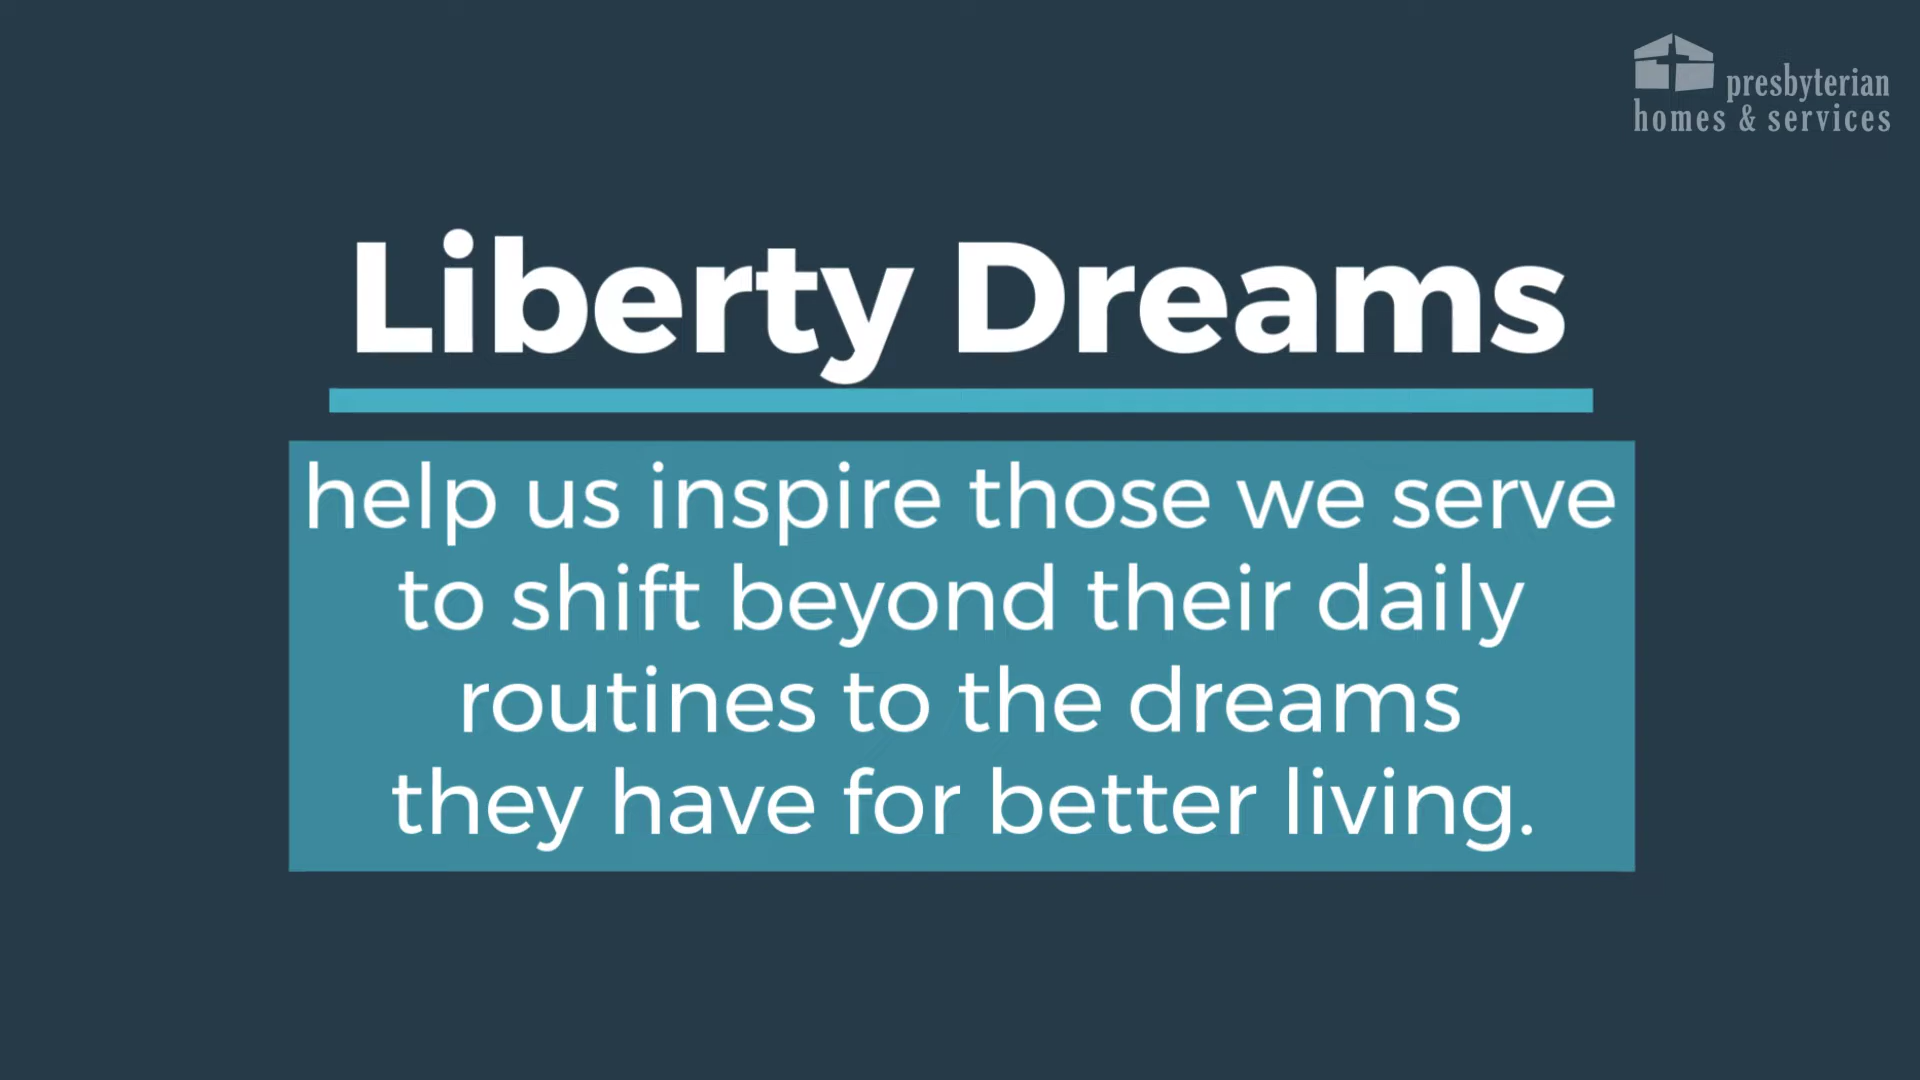 presbyterian
homes & services
Liberty Dreams
help us inspire those we serve
to shift beyond their daily
routines to the dreams
they have for better living.